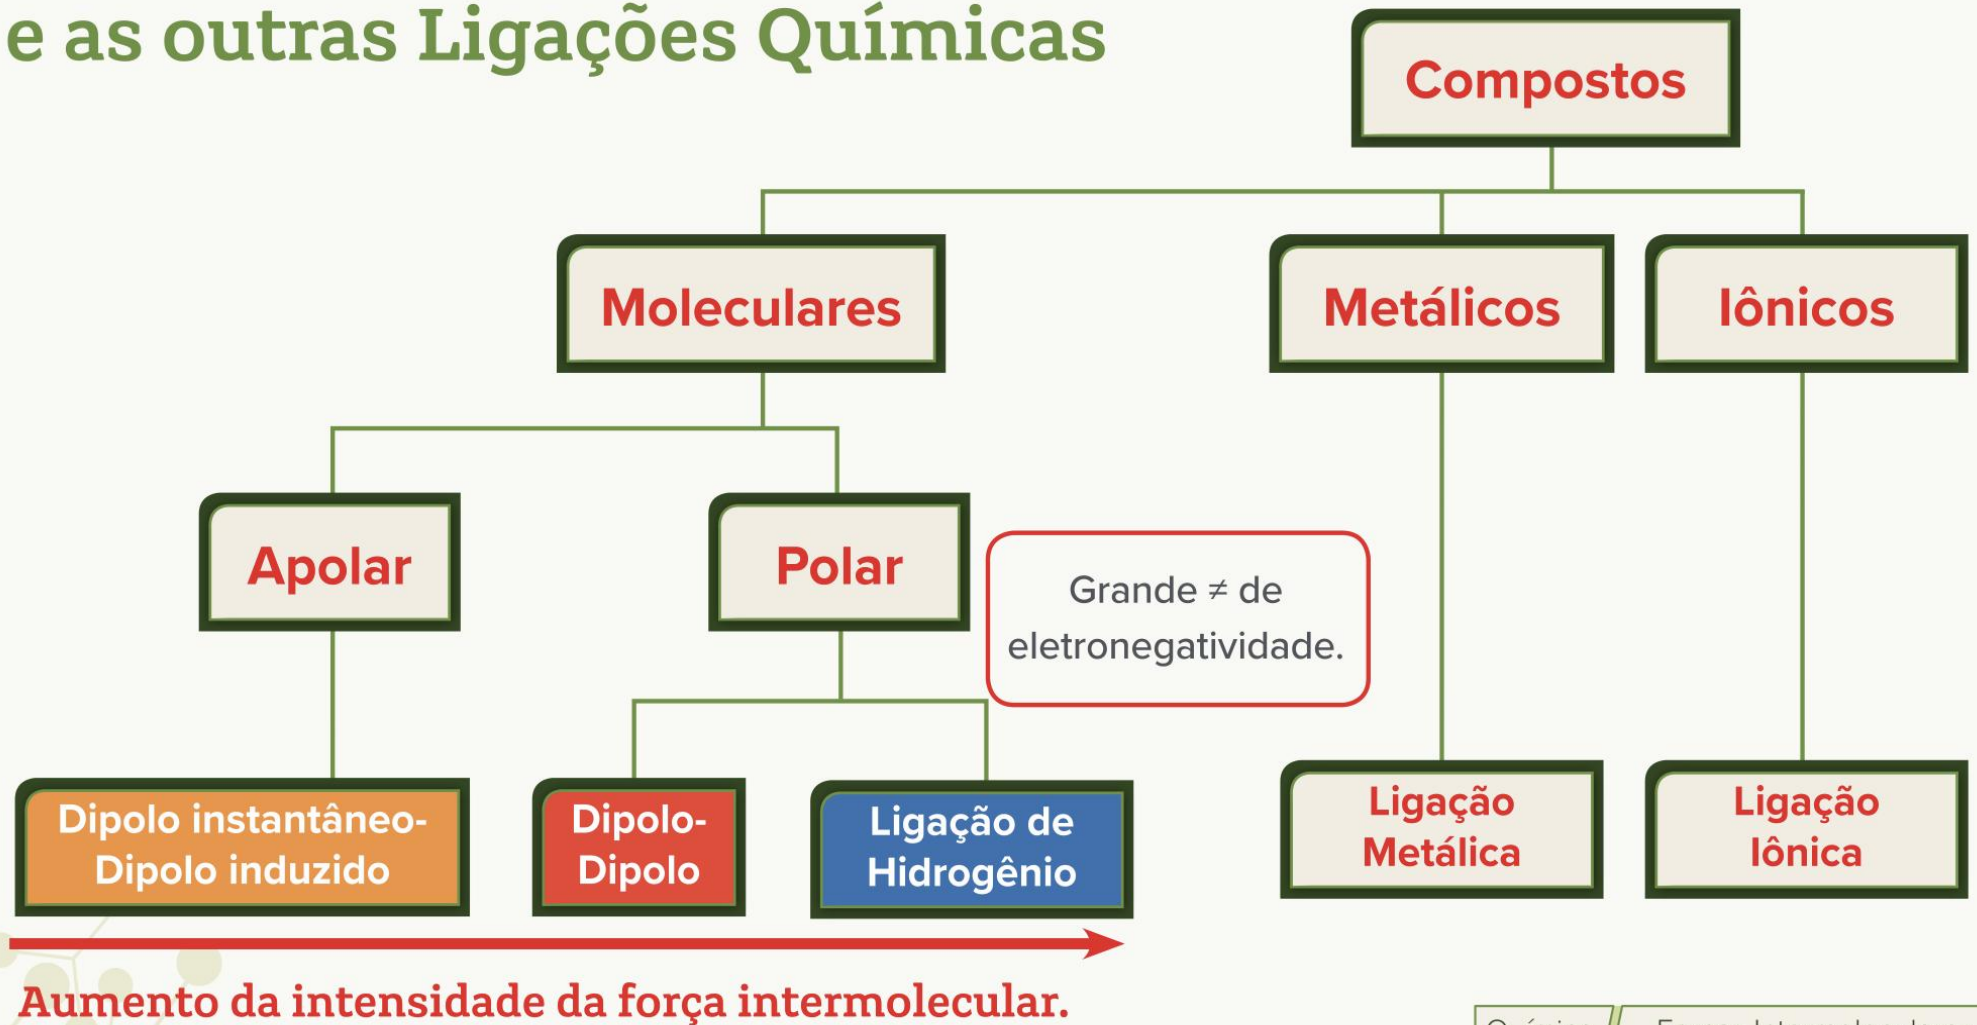 e as outras Ligações Químicas
Compostos
Moleculares
Metálicos
Iônicos
Apolar
Polar
Grande ≠ de
eletronegatividade.
Dipolo instantâneo-
Dipolo induzido
Dipolo-
Dipolo
Ligação de
Hidrogênio
Ligação
Metálica
Ligação
Iônica
Aumento da intensidade da força intermolecular.